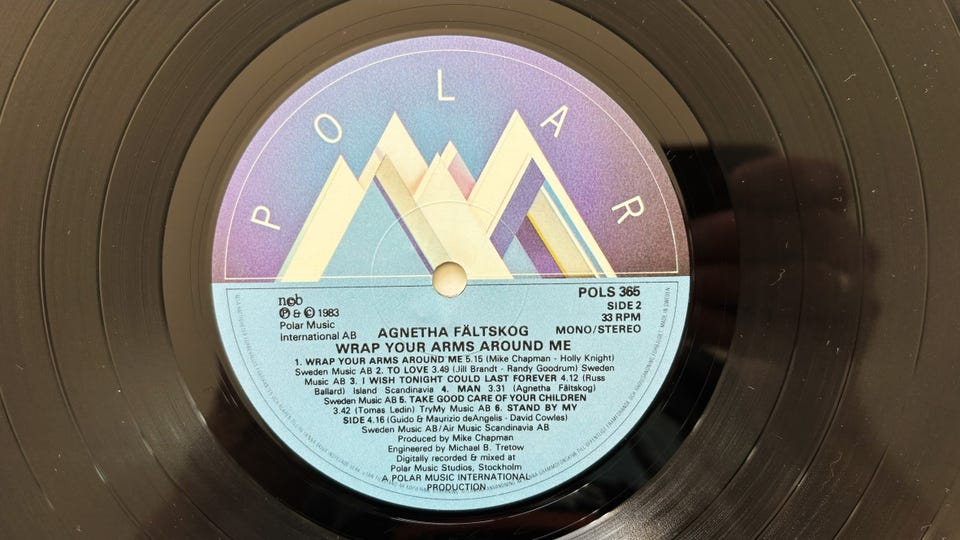 POLAR
ncb
Ⓟ & © 1983
Polar Music
International AB
POLS 365
SIDE 2
33 RPM
MONO/STEREO
AGNETHA FÄLTSKOG
WRAP YOUR ARMS AROUND ME
1. WRAP YOUR ARMS AROUND ME 5.15 (Mike Chapman - Holly Knight)
Sweden Music AB 2. TO LOVE 3.49 (Jill Brandt - Randy Goodrum) Sweden
Music AB 3. I WISH TONIGHT COULD LAST FOREVER 4.12 (Russ
Ballard) Island Scandinavia 4. MAN 3.31 (Agnetha Fältskog)
Sweden Music AB 5. TAKE GOOD CARE OF YOUR CHILDREN
3.42 (Tomas Ledin) TryMy Music AB 6. STAND BY MY
SIDE 4.16 (Guido & Maurizio deAngelis - David Cowles)
Sweden Music AB/Air Music Scandinavia AB
Produced by Mike Chapman
Engineered by Michael B. Tretow
Digitally recorded & mixed at
Polar Music Studios, Stockholm
A POLAR MUSIC INTERNATIONAL
PRODUCTION
MADE IN SWEDEN